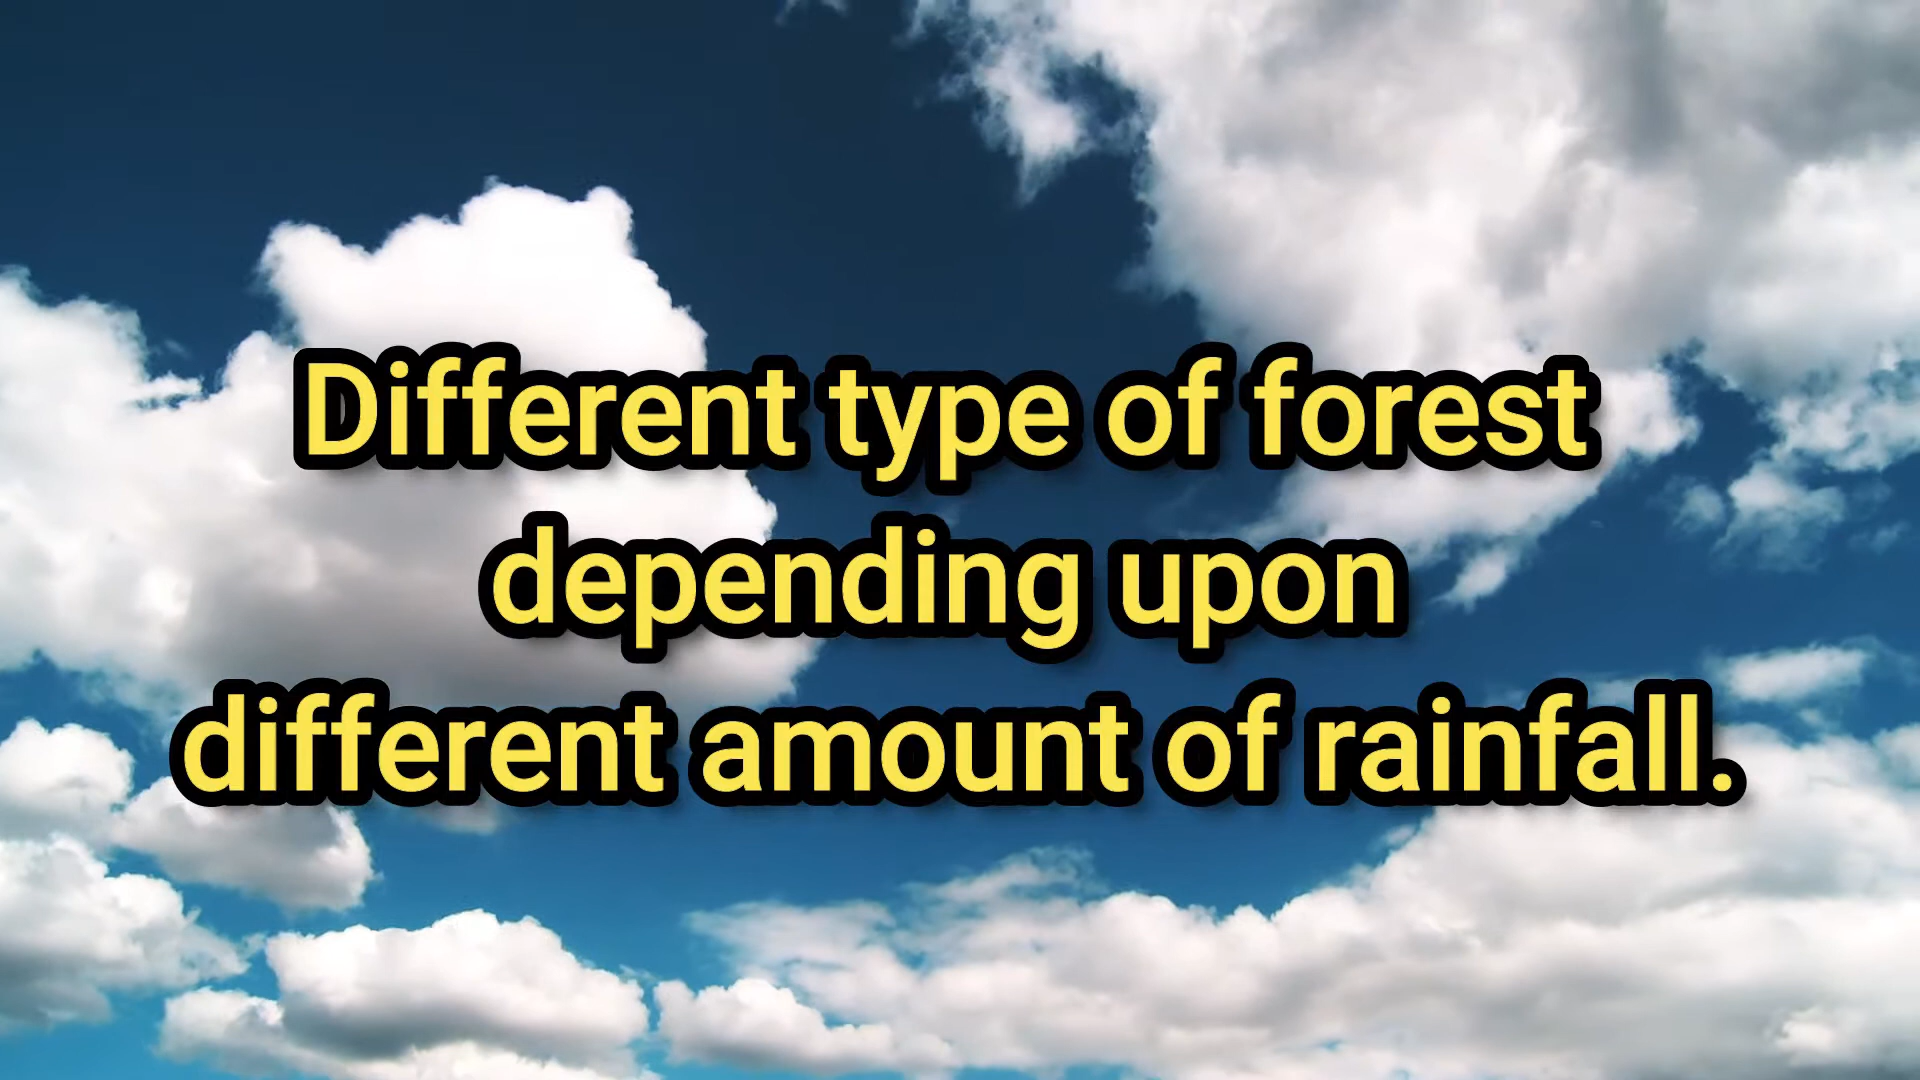 Different type of forest
depending upon
different amount of rainfall.